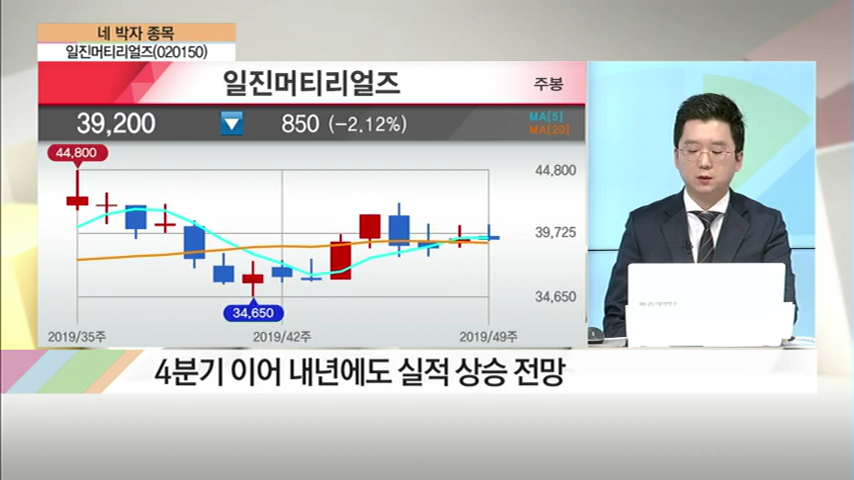 네 박자 종목
일진머티리얼즈(020150)
일진머티리얼즈
주봉
39,200
850 (-2.12%)
MA[5]
MA[20]
44,800
44,800
39,725
34,650
34,650
2019/35주
2019/42주
2019/49주
4분기 이어 내년에도 실적 상승 전망